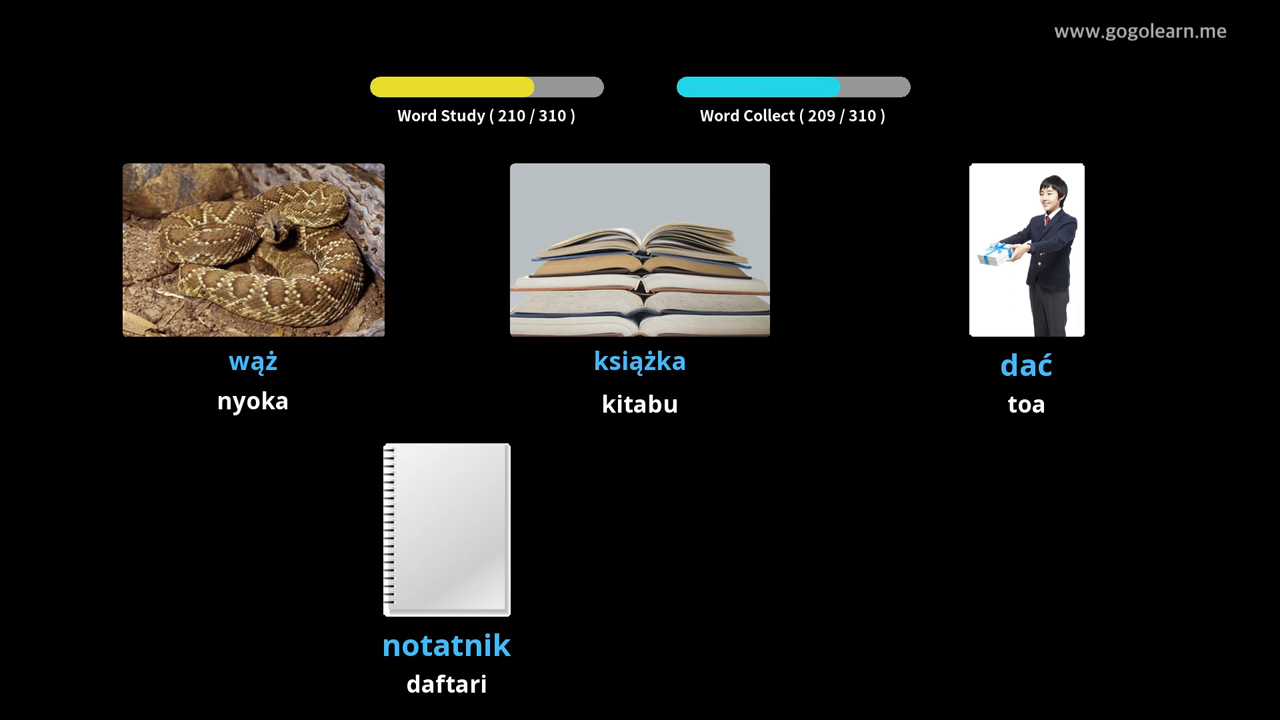 www.gogolearn.me
Word Study ( 210 / 310 )
Word Collect ( 209 / 310 )
wąż
nyoka
książka
kitabu
dać
toa
notatnik
daftari